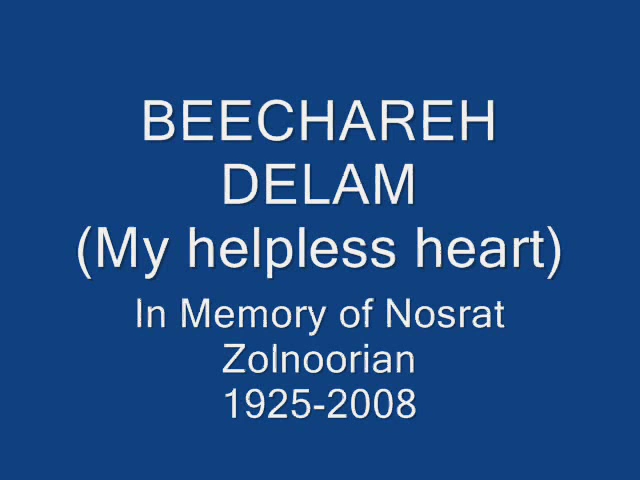 BEECHAREH
DELAM
(My helpless heart)
In Memory of Nosrat
Zolnoorian
1925-2008